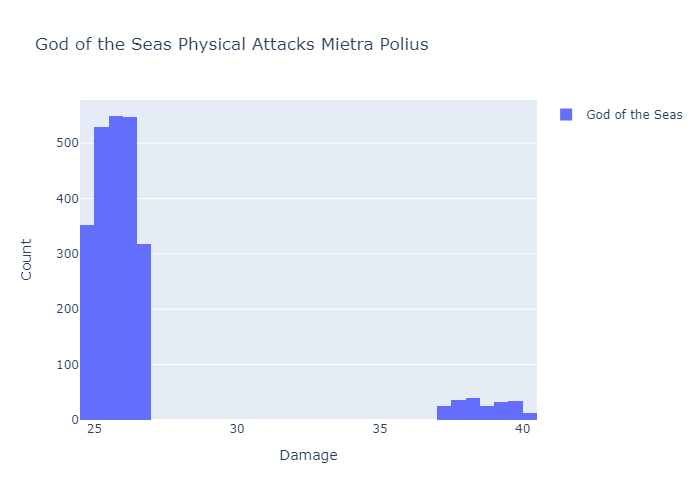 God of the Seas Physical Attacks Mietra Polius
God of the Seas
500
400
300
200
100
0
Count
25
30
35
40
Damage